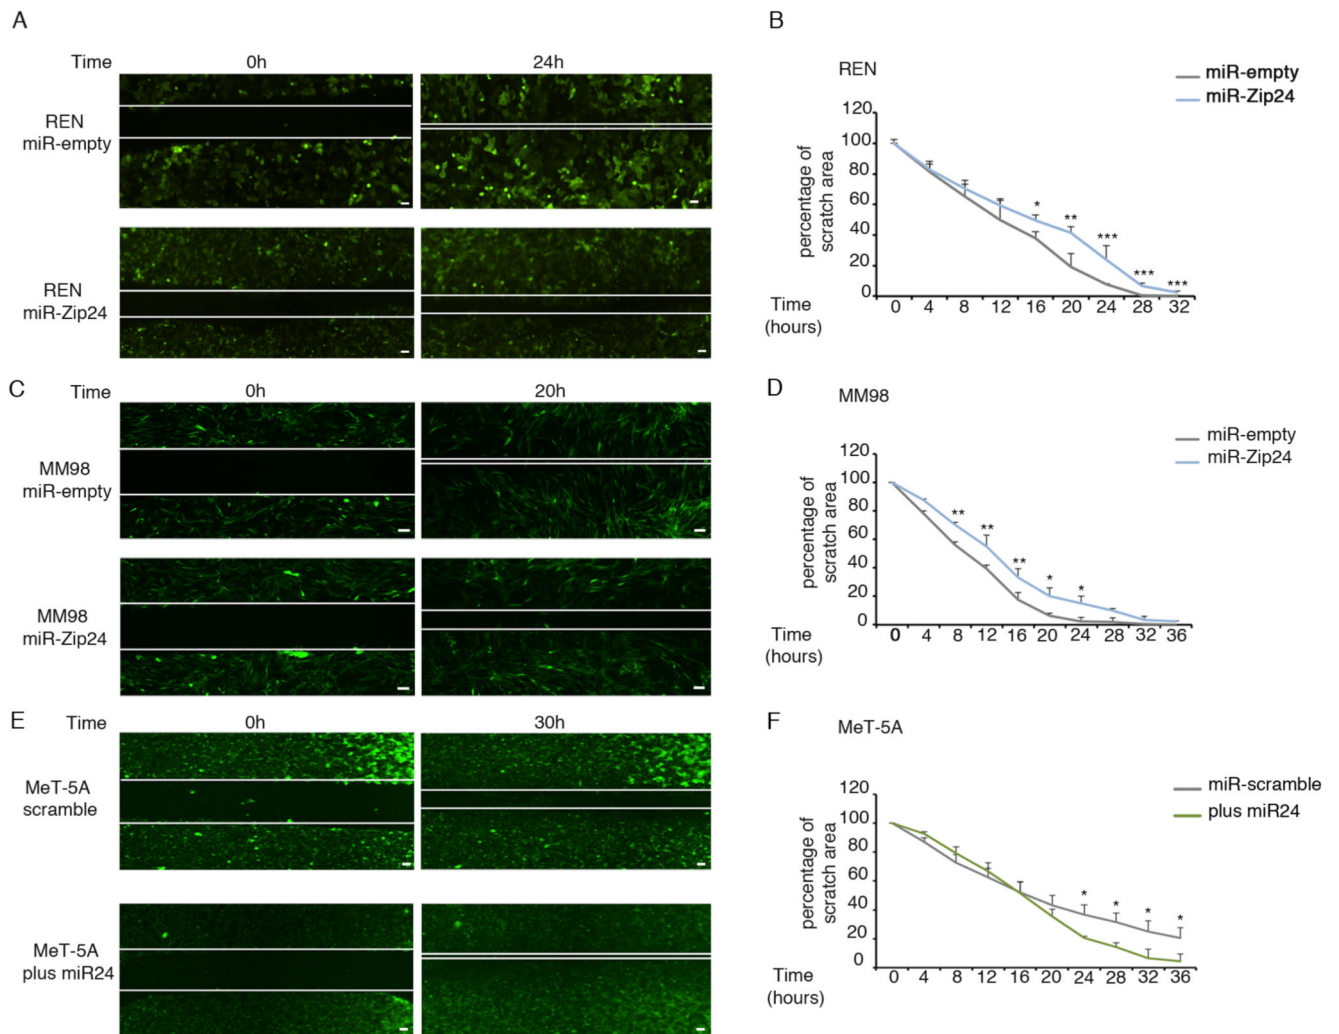 A
Time 0h 24h
REN
miR-empty
REN
miR-Zip24
B
REN
miR-empty
miR-Zip24
percentage of
scratch area
120
100
80
60
40
20
0
* ** *** *** ***
0 4 8 12 16 20 24 28 32
Time
(hours)
C
Time 0h 20h
MM98
miR-empty
MM98
miR-Zip24
D
MM98
miR-empty
miR-Zip24
percentage of
scratch area
120
100
80
60
40
20
0
** ** ** * *
0 4 8 12 16 20 24 28 32 36
Time
(hours)
E
Time 0h 30h
MeT-5A
scramble
MeT-5A
plus miR24
F
MeT-5A
miR-scramble
plus miR24
percentage of
scratch area
120
100
80
60
40
20
0
* * * *
0 4 8 12 16 20 24 28 32 36
Time
(hours)